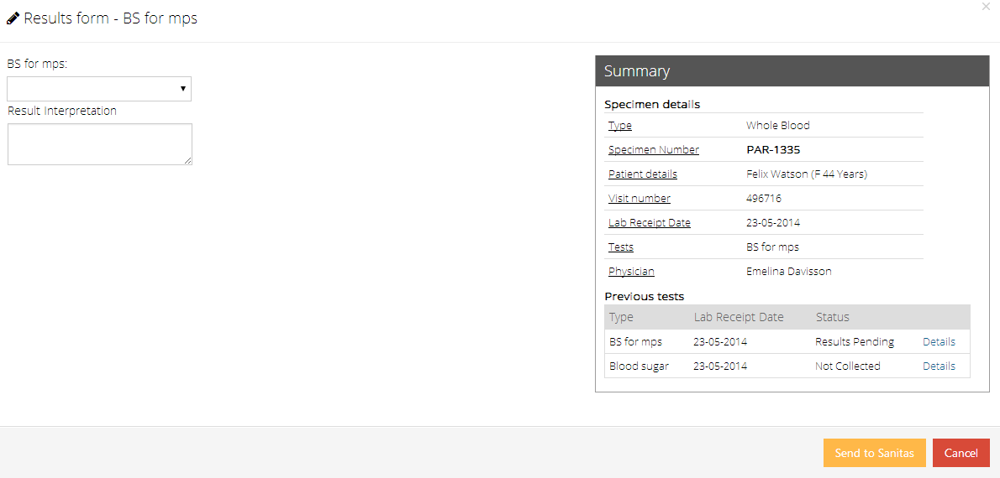 Results form - BS for mps
×
BS for mps:
Result Interpretation
Summary
Specimen details
Type Whole Blood
Specimen Number PAR-1335
Patient details Felix Watson (F 44 Years)
Visit number 496716
Lab Receipt Date 23-05-2014
Tests BS for mps
Physician Emelina Davisson
Previous tests
Type Lab Receipt Date Status
BS for mps 23-05-2014 Results Pending Details
Blood sugar 23-05-2014 Not Collected Details
Send to Sanitas Cancel